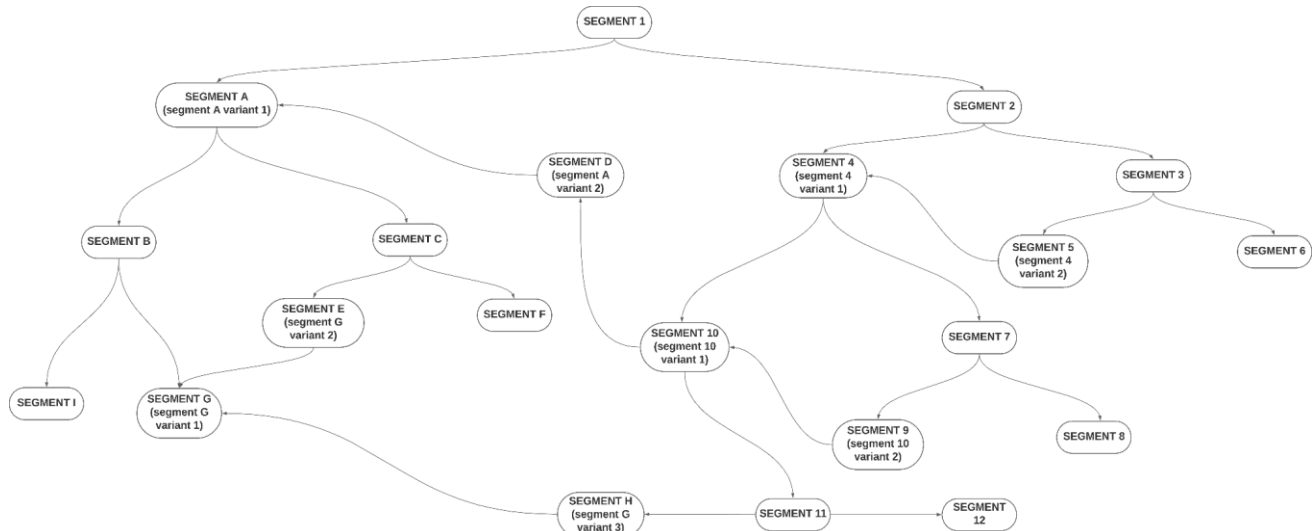 SEGMENT 1
SEGMENT A
(segment A variant 1)
SEGMENT 2
SEGMENT D
(segment A
variant 2)
SEGMENT 4
(segment 4
variant 1)
SEGMENT 3
SEGMENT B
SEGMENT C
SEGMENT 5
(segment 4
variant 2)
SEGMENT 6
SEGMENT E
(segment G
variant 2)
SEGMENT F
SEGMENT 10
(segment 10
variant 1)
SEGMENT 7
SEGMENT I
SEGMENT G
(segment G
variant 1)
SEGMENT 9
(segment 10
variant 2)
SEGMENT 8
SEGMENT H
(segment G
variant 3)
SEGMENT 11
SEGMENT
12